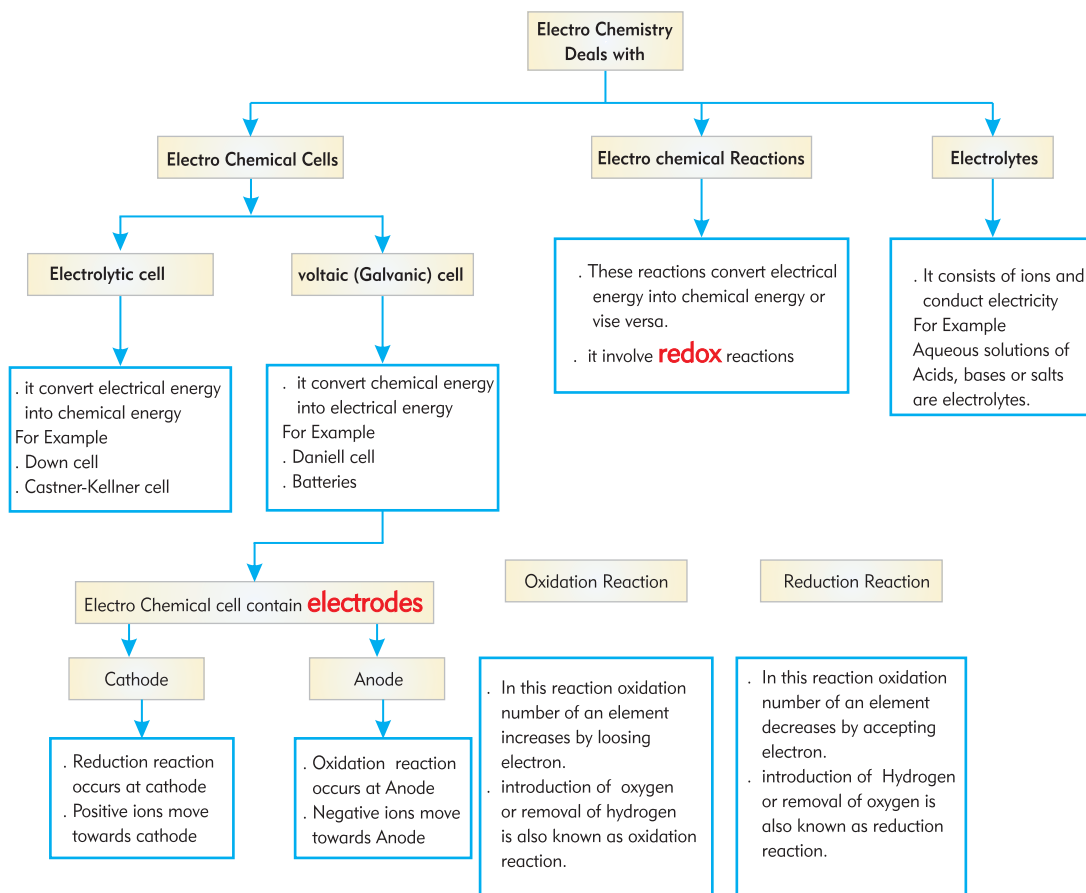 Electro Chemistry
Deals with
Electro Chemical Cells
Electro chemical Reactions
Electrolytes
Electrolytic cell
voltaic (Galvanic) cell
. These reactions convert electrical
energy into chemical energy or
vise versa.
. it involve redox reactions
. It consists of ions and
conduct electricity
For Example
Aqueous solutions of
Acids, bases or salts
are electrolytes.
. it convert electrical energy
into chemical energy
For Example
. Down cell
. Castner-Kellner cell
. it convert chemical energy
into electrical energy
For Example
. Daniell cell
. Batteries
Electro Chemical cell contain electrodes
Oxidation Reaction
Reduction Reaction
Cathode
Anode
. Reduction reaction
occurs at cathode
. Positive ions move
towards cathode
. Oxidation reaction
occurs at Anode
. Negative ions move
towards Anode
. In this reaction oxidation
number of an element
increases by loosing
electron.
. introduction of oxygen
or removal of hydrogen
is also known as oxidation
reaction.
. In this reaction oxidation
number of an element
decreases by accepting
electron.
. introduction of Hydrogen
or removal of oxygen is
also known as reduction
reaction.